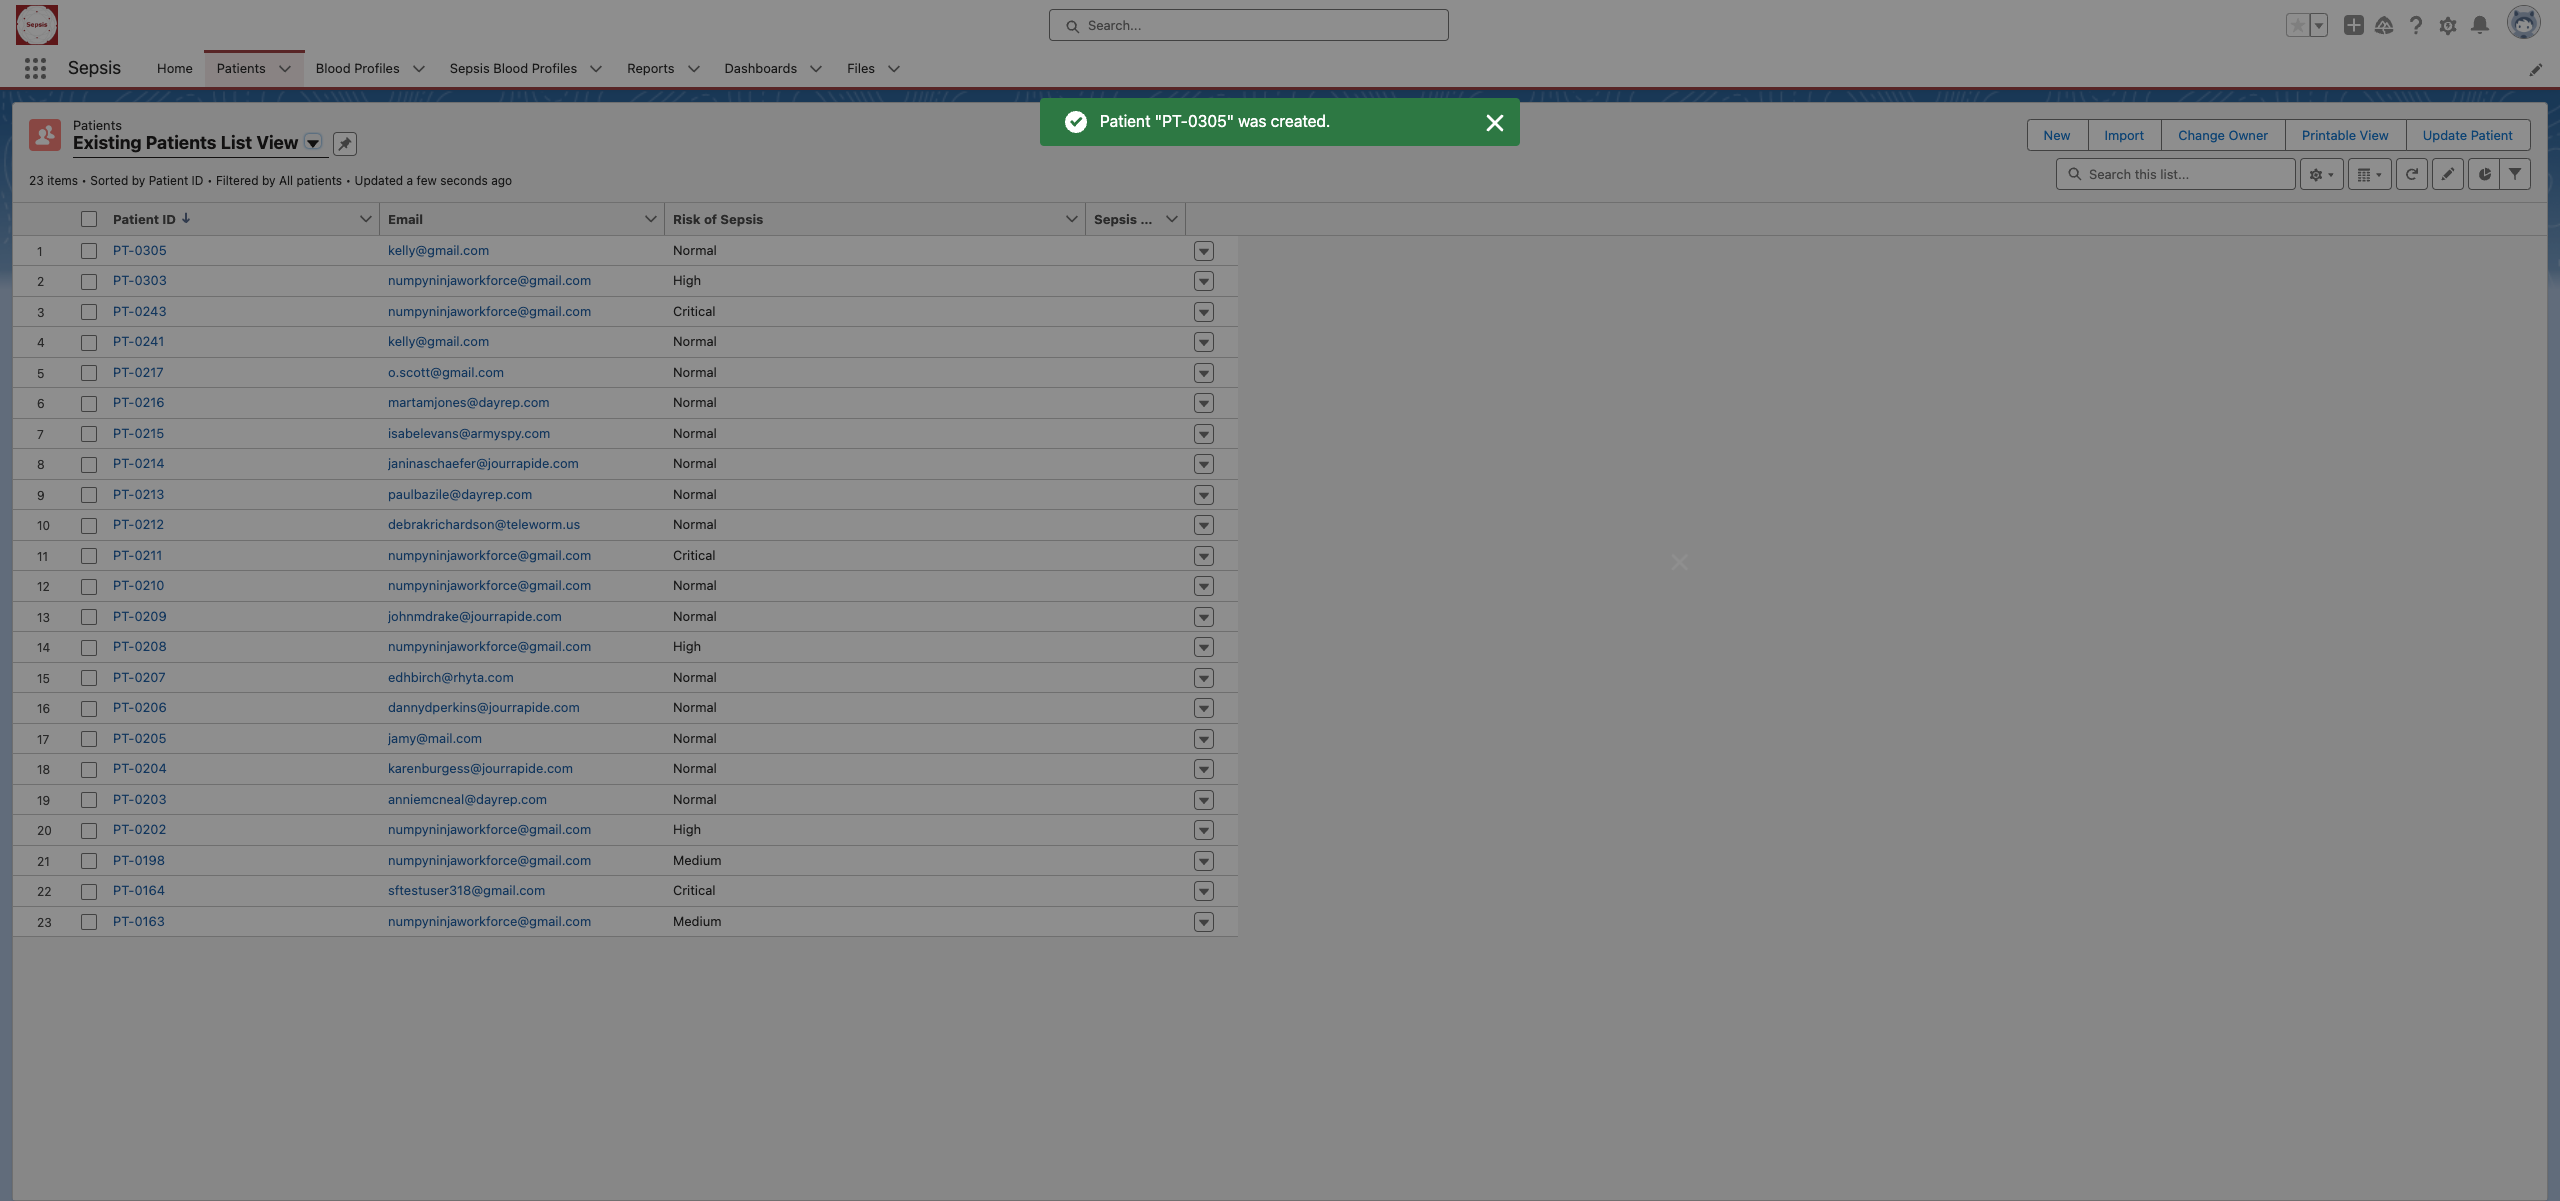 Sepsis
Search...
Sepsis Home Patients Blood Profiles Sepsis Blood Profiles Reports Dashboards Files
Patient "PT-0305" was created.
Patients
Existing Patients List View
New Import Change Owner Printable View Update Patient
23 items • Sorted by Patient ID • Filtered by All patients • Updated a few seconds ago
Search this list...
Patient ID Email Risk of Sepsis Sepsis ...
1 PT-0305 kelly@gmail.com Normal
2 PT-0303 numpyninjaworkforce@gmail.com High
3 PT-0243 numpyninjaworkforce@gmail.com Critical
4 PT-0241 kelly@gmail.com Normal
5 PT-0217 o.scott@gmail.com Normal
6 PT-0216 martamjones@dayrep.com Normal
7 PT-0215 isabelevans@armyspy.com Normal
8 PT-0214 janinaschaefer@jourrapide.com Normal
9 PT-0213 paulbazile@dayrep.com Normal
10 PT-0212 debrakrichardson@teleworm.us Normal
11 PT-0211 numpyninjaworkforce@gmail.com Critical
12 PT-0210 numpyninjaworkforce@gmail.com Normal
13 PT-0209 johnmdrake@jourrapide.com Normal
14 PT-0208 numpyninjaworkforce@gmail.com High
15 PT-0207 edhbirch@rhyta.com Normal
16 PT-0206 dannydperkins@jourrapide.com Normal
17 PT-0205 jamy@mail.com Normal
18 PT-0204 karenburgess@jourrapide.com Normal
19 PT-0203 anniemcneal@dayrep.com Normal
20 PT-0202 numpyninjaworkforce@gmail.com High
21 PT-0198 numpyninjaworkforce@gmail.com Medium
22 PT-0164 sftestuser318@gmail.com Critical
23 PT-0163 numpyninjaworkforce@gmail.com Medium